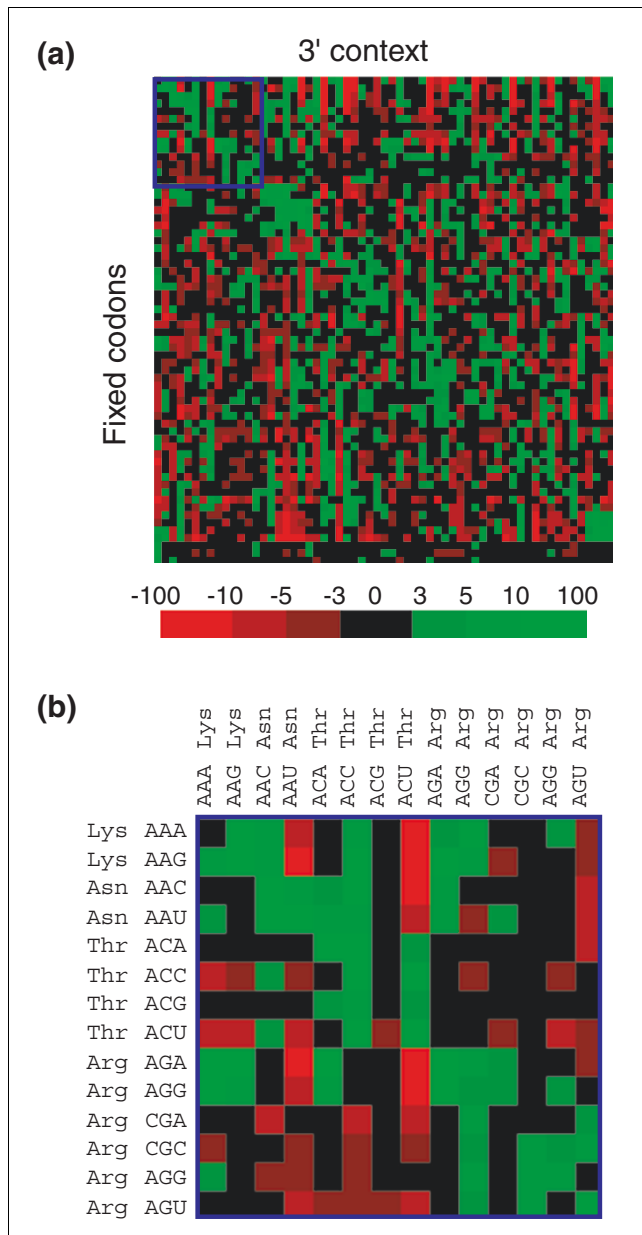 (a)
3' context
Fixed codons
-100 -10 -5 -3 0 3 5 10 100
(b)
AAA Lys
AAG Lys
AAC Asn
AAU Asn
ACA Thr
ACC Thr
ACG Thr
ACU Thr
AGA Arg
AGG Arg
CGA Arg
CGC Arg
AGG Arg
AGU Arg
Lys AAA
Lys AAG
Asn AAC
Asn AAU
Thr ACA
Thr ACC
Thr ACG
Thr ACU
Arg AGA
Arg AGG
Arg CGA
Arg CGC
Arg AGG
Arg AGU